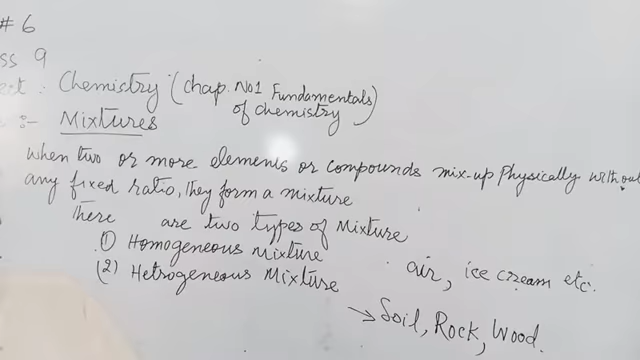 # 6
ss 9
ect : Chemistry (Chap. No1 Fundamentals
of chemistry)
:- Mixtures
when two or more elements or compounds mix-up Physically without
any fixed ratio, They form a mixture
There are two types of Mixture
(1) Homogeneous Mixture air, ice cream etc.
(2) Hetrogeneous Mixture
→ Soil, Rock, Wood.